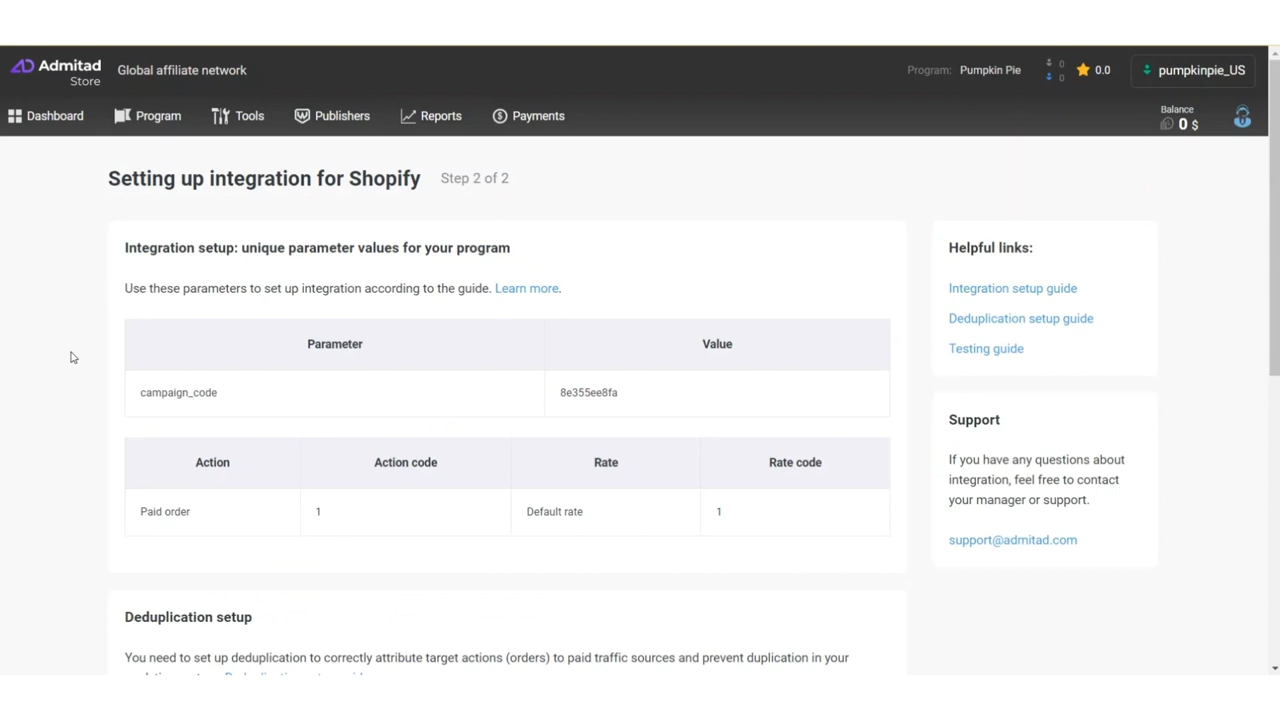 Admitad
Store
Global affiliate network
Program: Pumpkin Pie
0
0
0.0
pumpkinpie_US
Dashboard
Program
Tools
Publishers
Reports
Payments
Balance
0 $
Setting up integration for Shopify Step 2 of 2
Integration setup: unique parameter values for your program
Use these parameters to set up integration according to the guide. Learn more.
Parameter Value
campaign_code 8e355ee8fa
Action Action code Rate Rate code
Paid order 1 Default rate 1
Deduplication setup
You need to set up deduplication to correctly attribute target actions (orders) to paid traffic sources and prevent duplication in your
Helpful links:
Integration setup guide
Deduplication setup guide
Testing guide
Support
If you have any questions about
integration, feel free to contact
your manager or support.
support@admitad.com